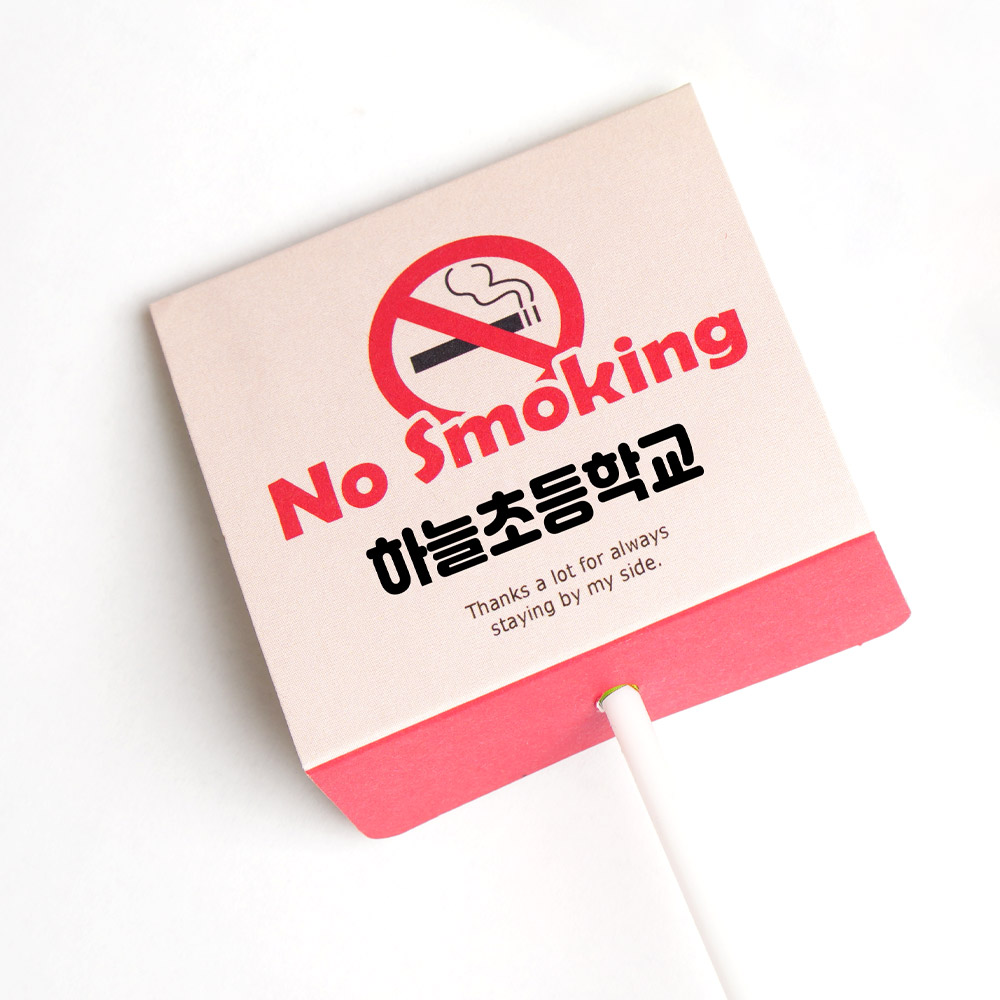 No Smoking
하늘초등학교
Thanks a lot for always
staying by my side.